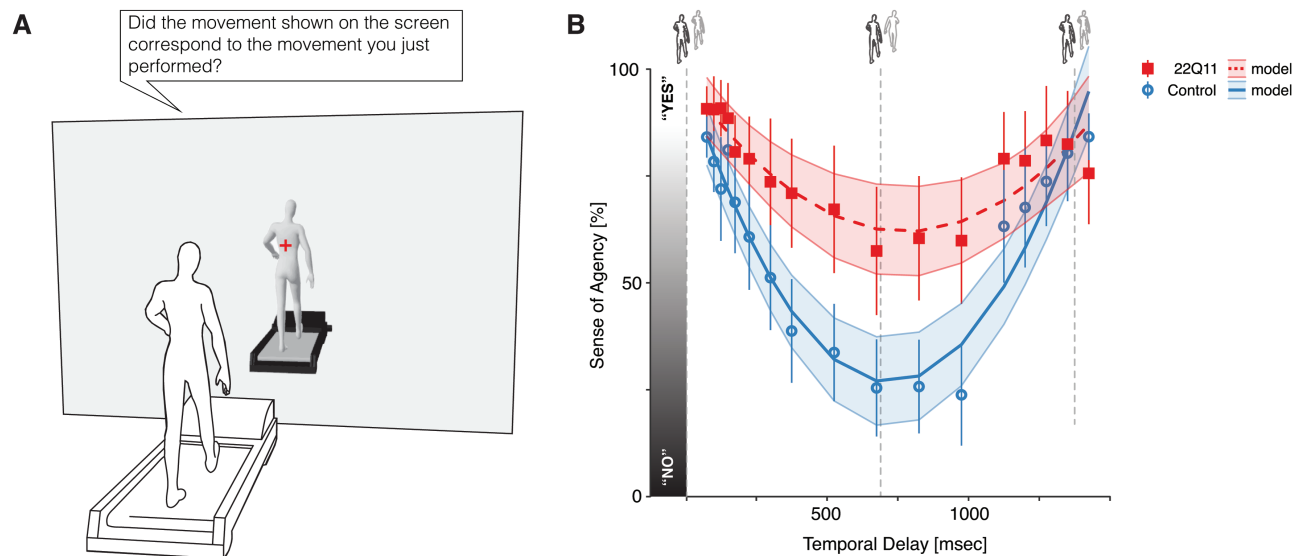 A
Did the movement shown on the screen
correspond to the movement you just
performed?
B
100
50
0
"YES"
"NO"
Sense of Agency [%]
500
1000
Temporal Delay [msec]
22Q11 model
Control model